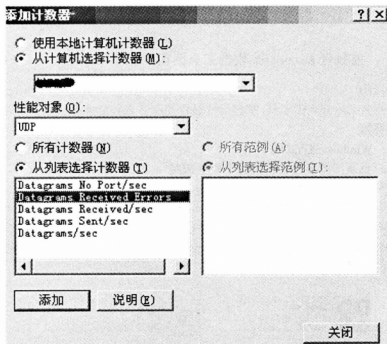 添加计数器
使用本地计算机计数器(L)
从计算机选择计数器(M):
性能对象(O):
UDP
所有计数器(N)
所有范例(A)
从列表选择计数器(T)
从列表选择范例(I):
Datagrams No Port/sec
Datagrams Received Errors
Datagrams Received/sec
Datagrams Sent/sec
Datagrams/sec
添加
说明(E)
关闭